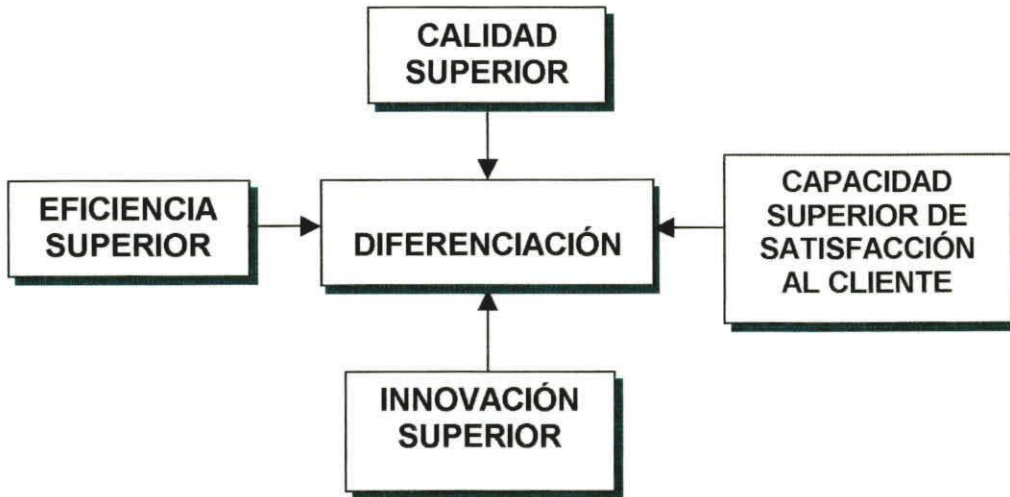 CALIDAD
SUPERIOR
EFICIENCIA
SUPERIOR
DIFERENCIACIÓN
CAPACIDAD
SUPERIOR DE
SATISFACCIÓN
AL CLIENTE
INNOVACIÓN
SUPERIOR